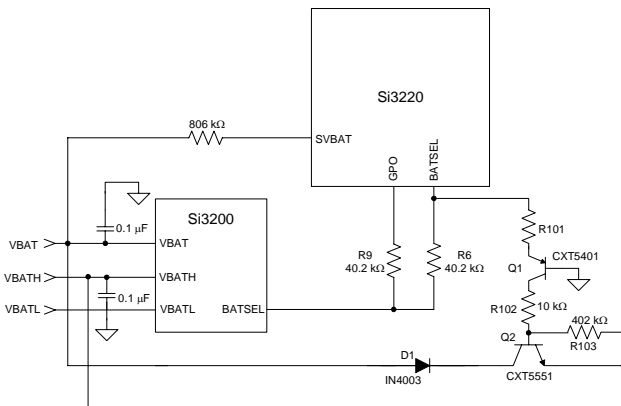 Si3220
806 kΩ
SVBAT
GPO
BATSEL
Si3200
0.1 µF
R101
VBAT
VBAT
R9
40.2 kΩ
R6
40.2 kΩ
CXT5401
Q1
VBATH
VBATH
0.1 µF
R102
10 kΩ
VBATL
VBATL
BATSEL
402 kΩ
R103
Q2
D1
IN4003
CXT5551